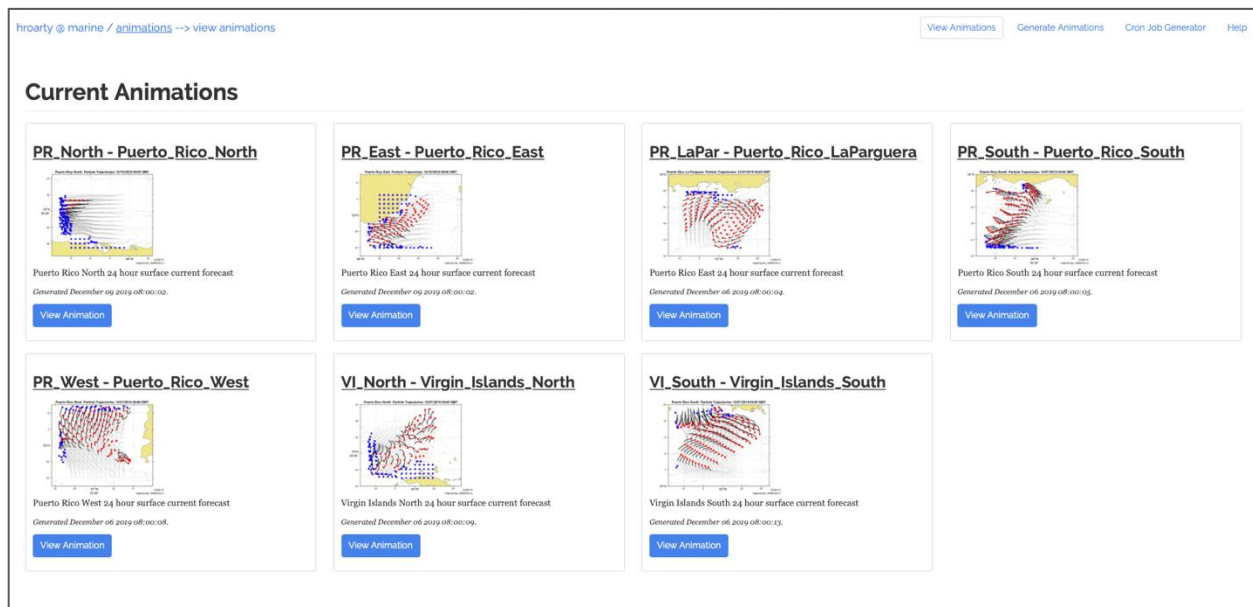 hroarty @ marine / animations --> view animations
View Animations
Generate Animations
Cron Job Generator
Help
Current Animations
PR_North - Puerto_Rico_North
Puerto Rico North 24 hour surface current forecast
Generated December 09 2019 08:00:02.
View Animation
PR_East - Puerto_Rico_East
Puerto Rico East 24 hour surface current forecast
Generated December 09 2019 08:00:02.
View Animation
PR_LaPar - Puerto_Rico_LaParguera
Puerto Rico East 24 hour surface current forecast
Generated December 06 2019 08:00:04.
View Animation
PR_South - Puerto_Rico_South
Puerto Rico South 24 hour surface current forecast
Generated December 06 2019 08:00:05.
View Animation
PR_West - Puerto_Rico_West
Puerto Rico West 24 hour surface current forecast
Generated December 06 2019 08:00:08.
View Animation
VI_North - Virgin_Islands_North
Virgin Islands North 24 hour surface current forecast
Generated December 06 2019 08:00:09.
View Animation
VI_South - Virgin_Islands_South
Virgin Islands South 24 hour surface current forecast
Generated December 06 2019 08:00:13.
View Animation